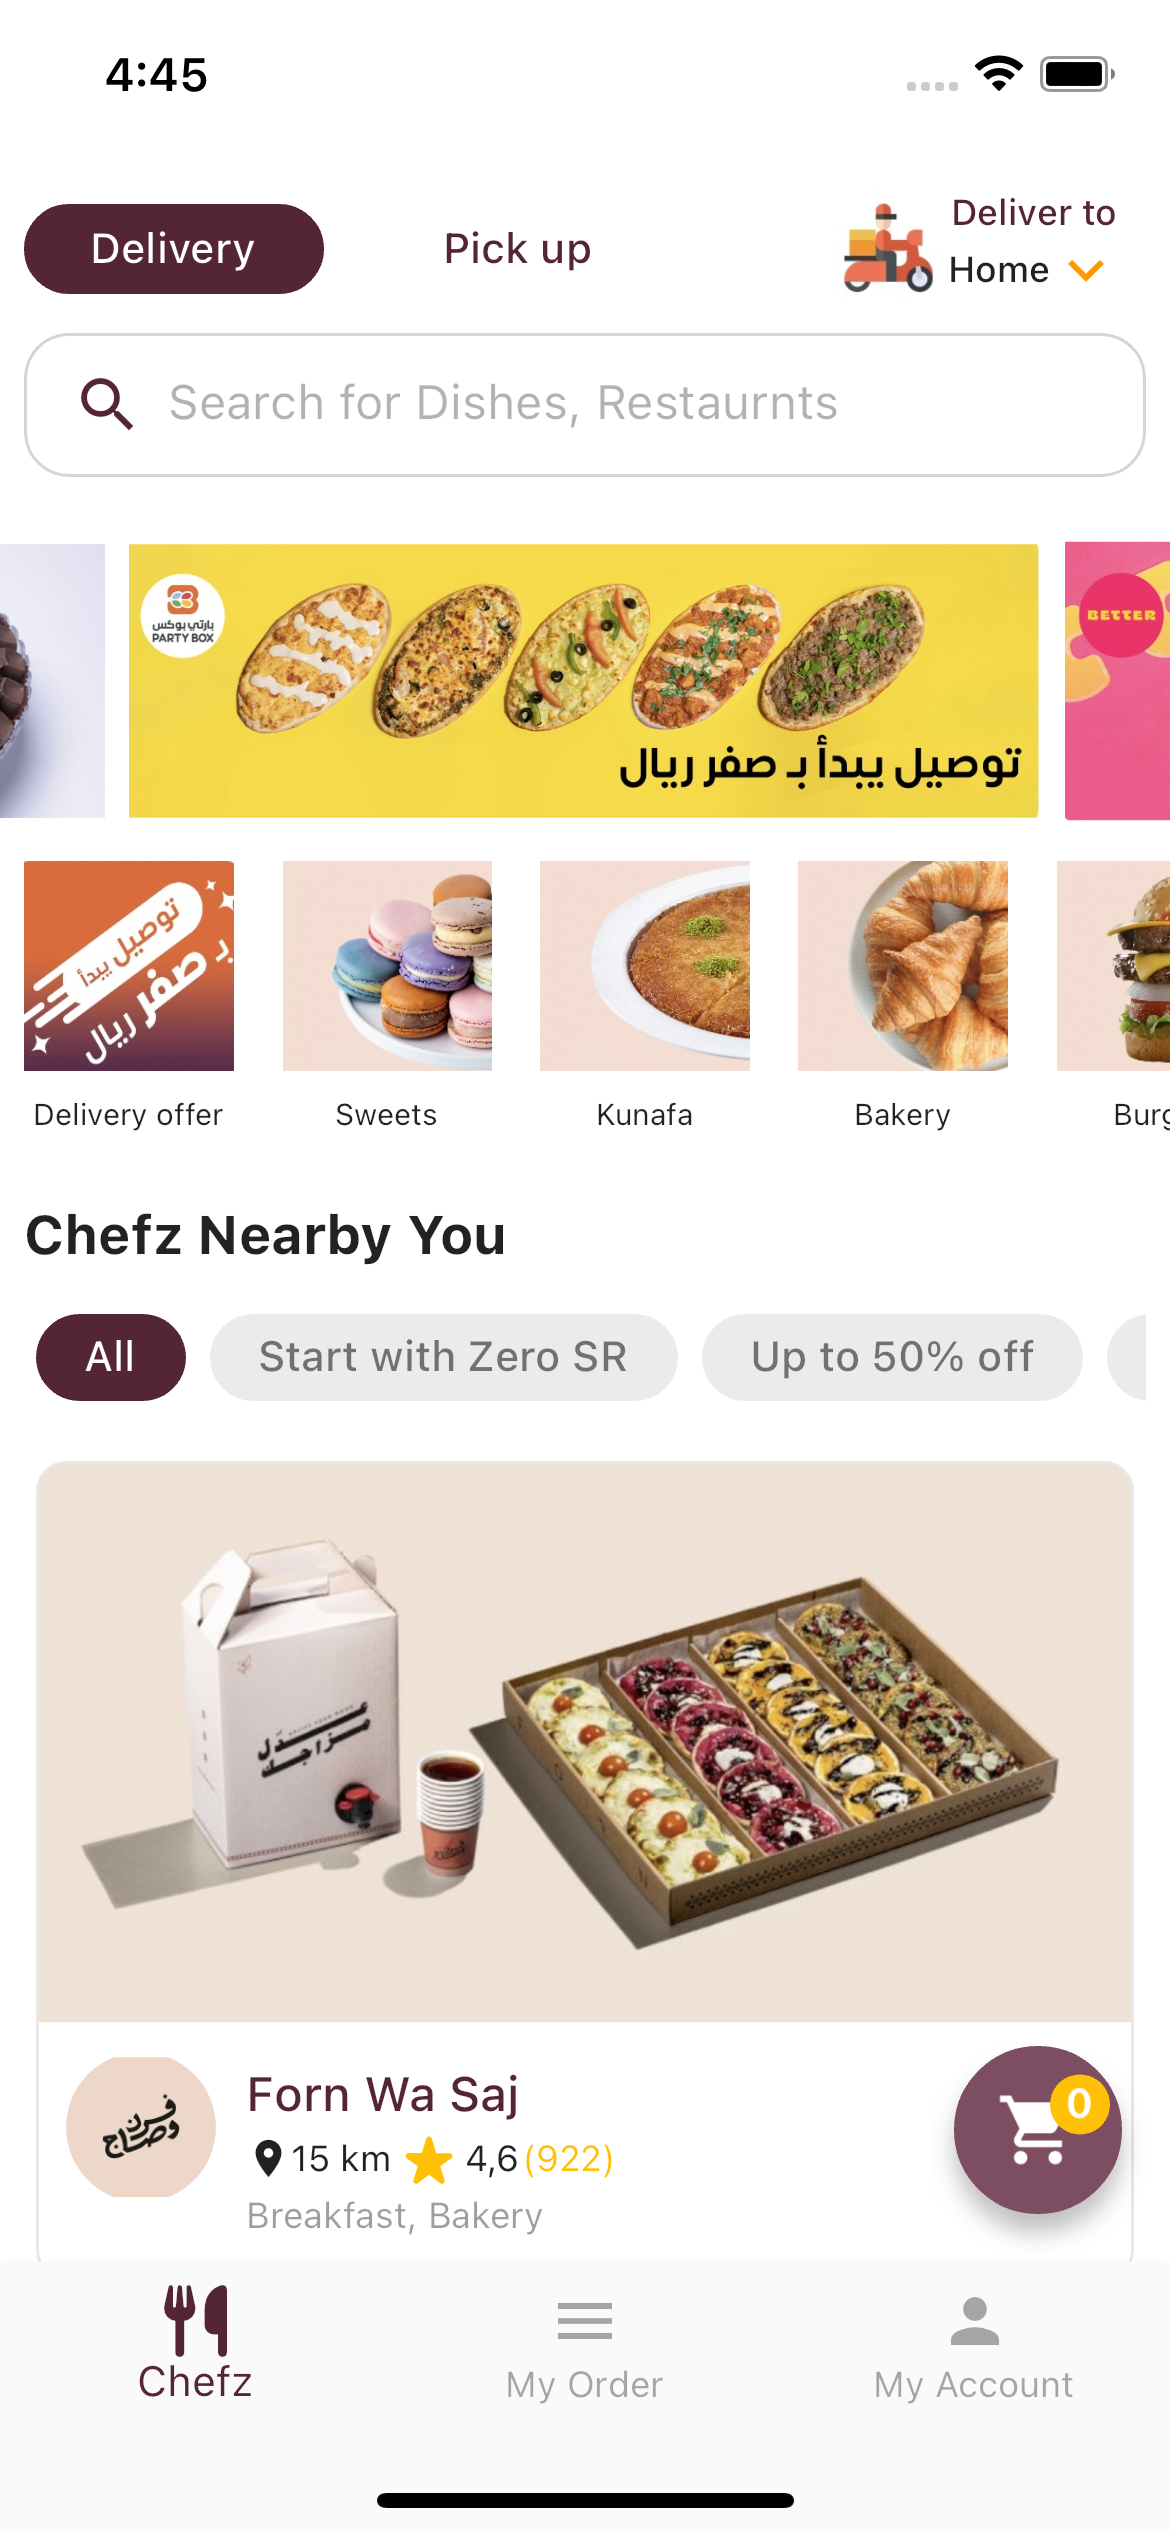 4:45
Delivery
Pick up
Deliver to
Home
Search for Dishes, Restaurnts
بارتي بوكس
PARTY BOX
توصيل يبدأ بـ صفر ريال
BETTER
توصيل يبدأ
بـ صفر ريال
Delivery offer
Sweets
Kunafa
Bakery
Burg
Chefz Nearby You
All
Start with Zero SR
Up to 50% off
عـــدّل
مـزاجـك
فرن
وصاج
Forn Wa Saj
15 km
4,6 (922)
0
Breakfast, Bakery
Chefz
My Order
My Account